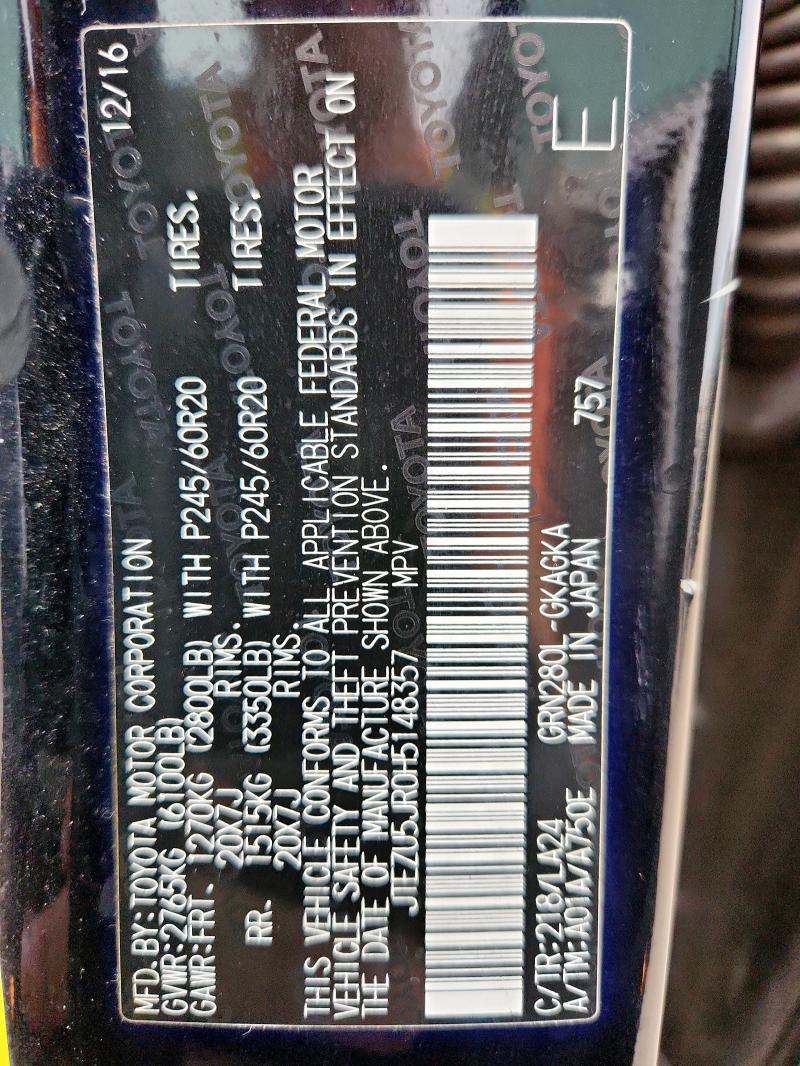 MFD.BY:TOYOTA MOTOR CORPORATION 12/16
GVWR:2765KG (6100LB)
GAWR:FRT. 1270KG (2800LB) WITH P245/60R20 TIRES.
20X7J RIMS.
RR. 1515KG (3350LB) WITH P245/60R20 TIRES.
20X7J RIMS.
THIS VEHICLE CONFORMS TO ALL APPLICABLE FEDERAL MOTOR
VEHICLE SAFETY AND THEFT PREVENTION STANDARDS IN EFFECT ON
THE DATE OF MANUFACTURE SHOWN ABOVE.
JTEZU5JR0H5148357 MPV
C/TR:218/LA24 GRN280L-GKAGKA
A/TM:A01A/A750E MADE IN JAPAN 757
E